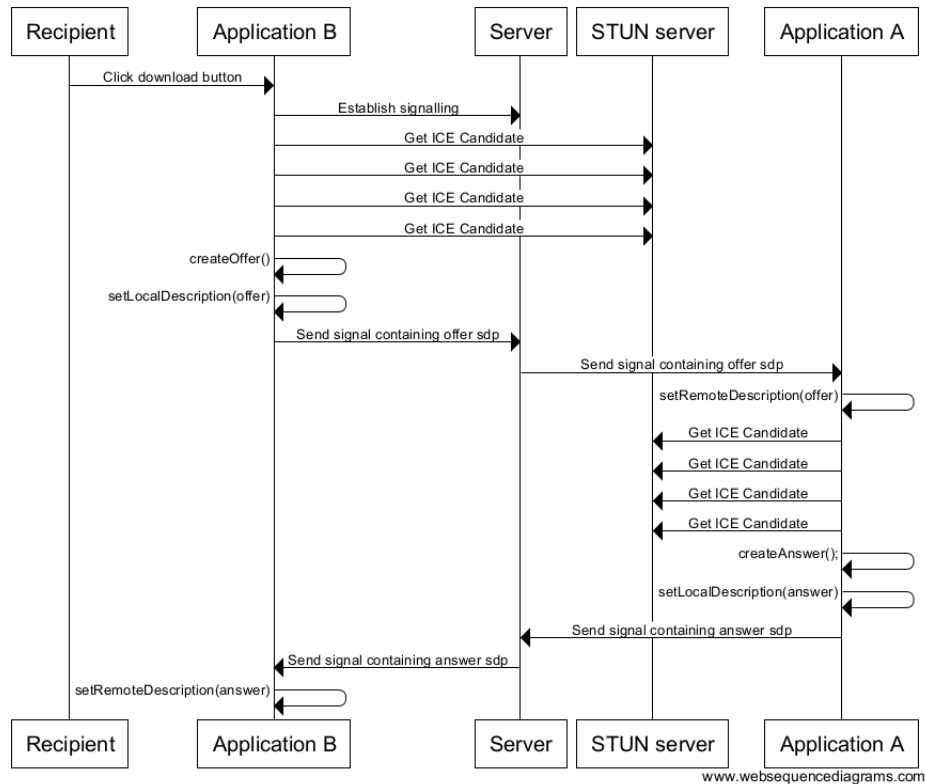 Recipient Application B Server STUN server Application A
Click download button
Establish signalling
Get ICE Candidate
Get ICE Candidate
Get ICE Candidate
Get ICE Candidate
createOffer()
setLocalDescription(offer)
Send signal containing offer sdp
Send signal containing offer sdp
setRemoteDescription(offer)
Get ICE Candidate
Get ICE Candidate
Get ICE Candidate
Get ICE Candidate
createAnswer();
setLocalDescription(answer)
Send signal containing answer sdp
Send signal containing answer sdp
setRemoteDescription(answer)
Recipient Application B Server STUN server Application A
www.websequencediagrams.com